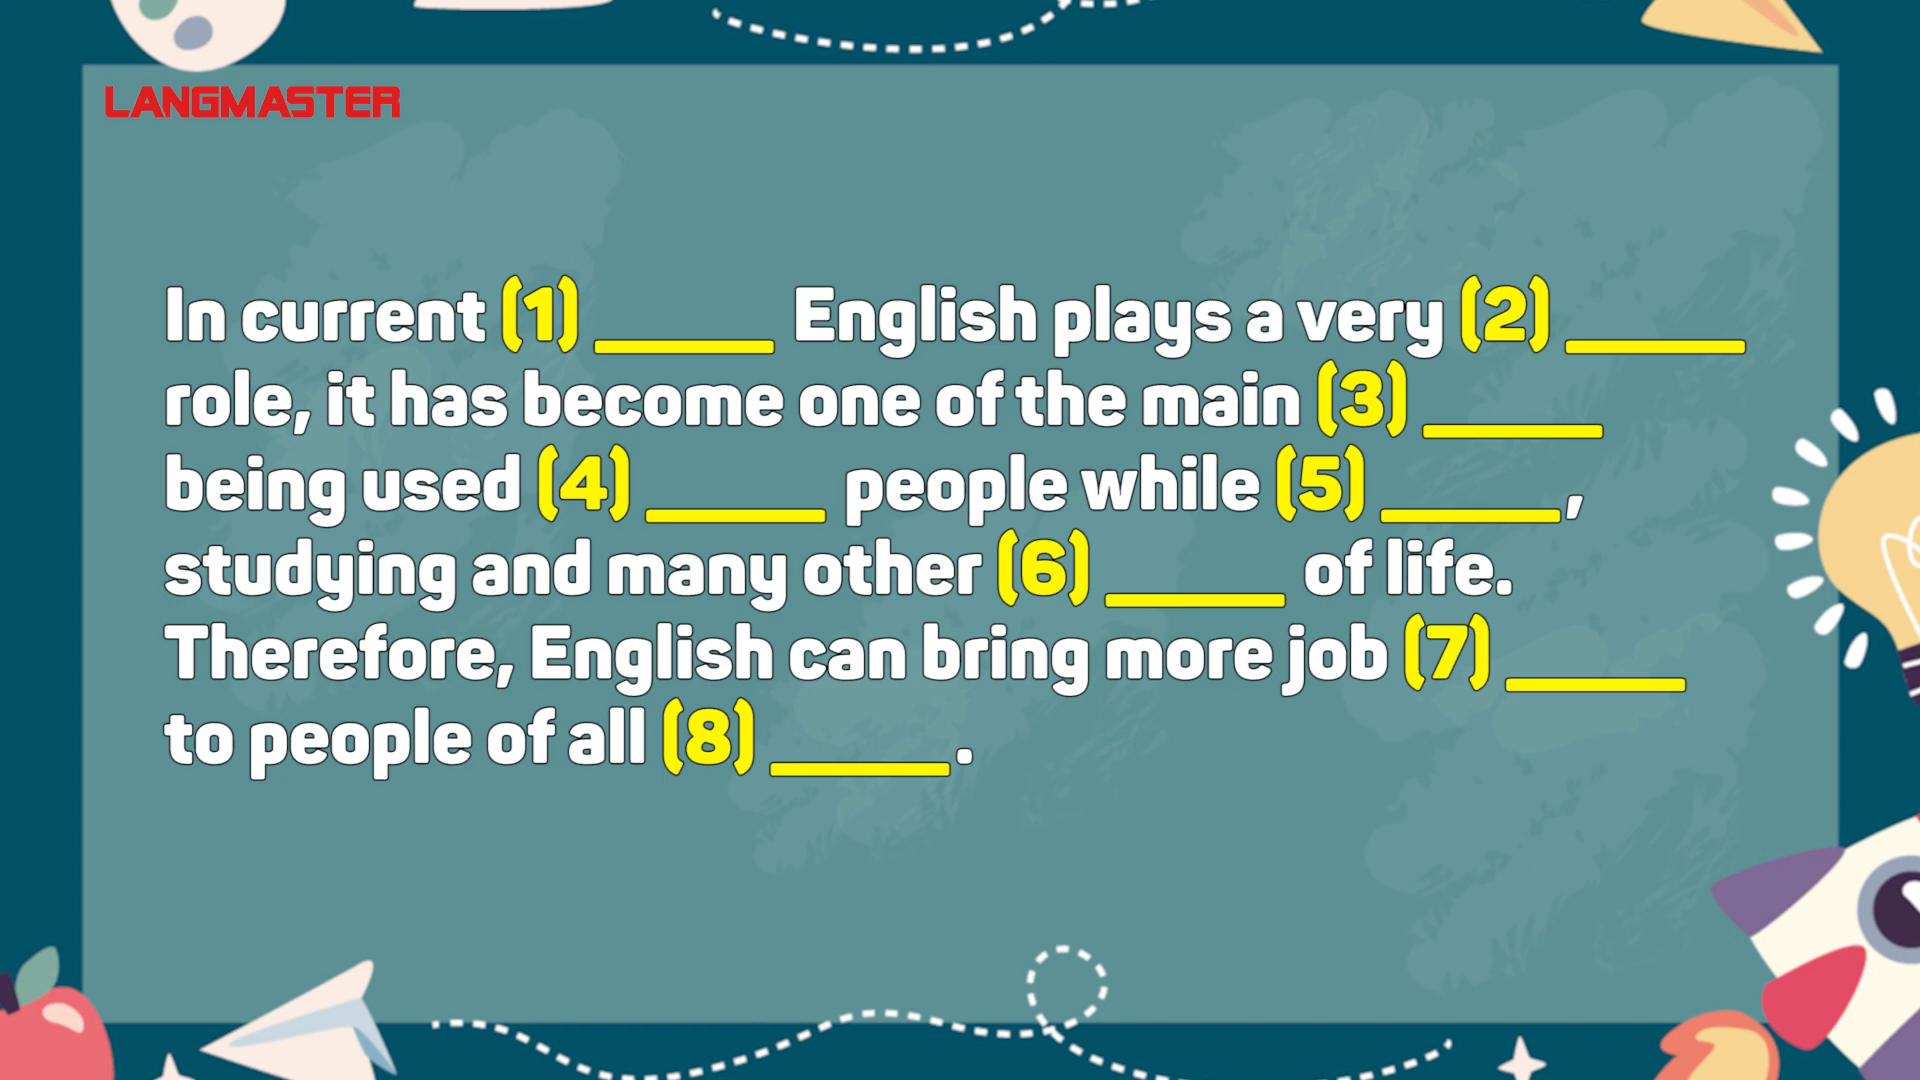 LANGMASTER
In current (1) _____ English plays a very (2) _____
role, it has become one of the main (3) _____
being used (4) _____ people while (5) _____,
studying and many other (6) _____ of life.
Therefore, English can bring more job (7) _____
to people of all (8) _____.